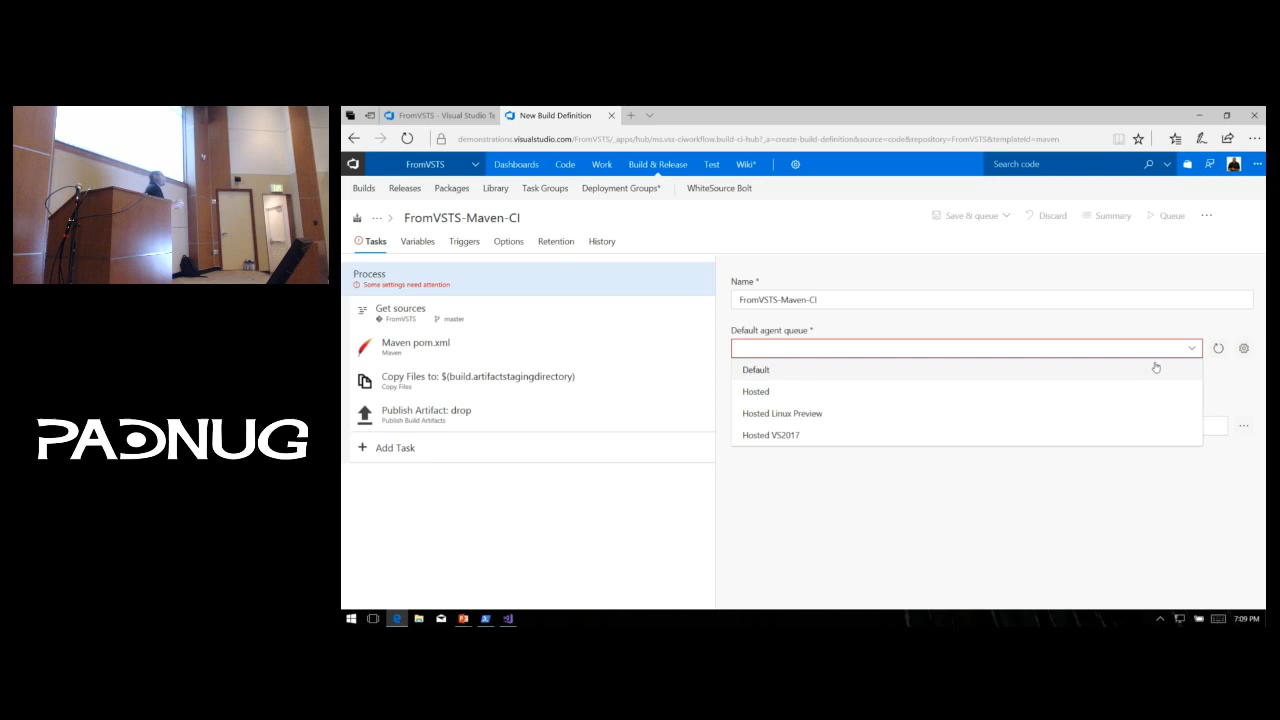 FromVSTS - Visual Studio Te
New Build Definition
demonstrations.visualstudio.com/FromVSTS/_apps/hub/ms.vss-ciworkflow.build-ci-hub?_a=create-build-definition&source=code&repository=FromVSTS&templateId=maven
FromVSTS
Dashboards
Code
Work
Build & Release
Test
Wiki*
Search code
Builds
Releases
Packages
Library
Task Groups
Deployment Groups*
WhiteSource Bolt
... > FromVSTS-Maven-CI
Save & queue
Discard
Summary
Queue
...
Tasks
Variables
Triggers
Options
Retention
History
Process
Some settings need attention
Get sources
FromVSTS
master
Maven pom.xml
Maven
Copy Files to: $(build.artifactstagingdirectory)
Copy Files
Publish Artifact: drop
Publish Build Artifacts
+ Add Task
Name *
FromVSTS-Maven-CI
Default agent queue *
Default
Hosted
Hosted Linux Preview
Hosted VS2017
...
7:09 PM
PADNUG